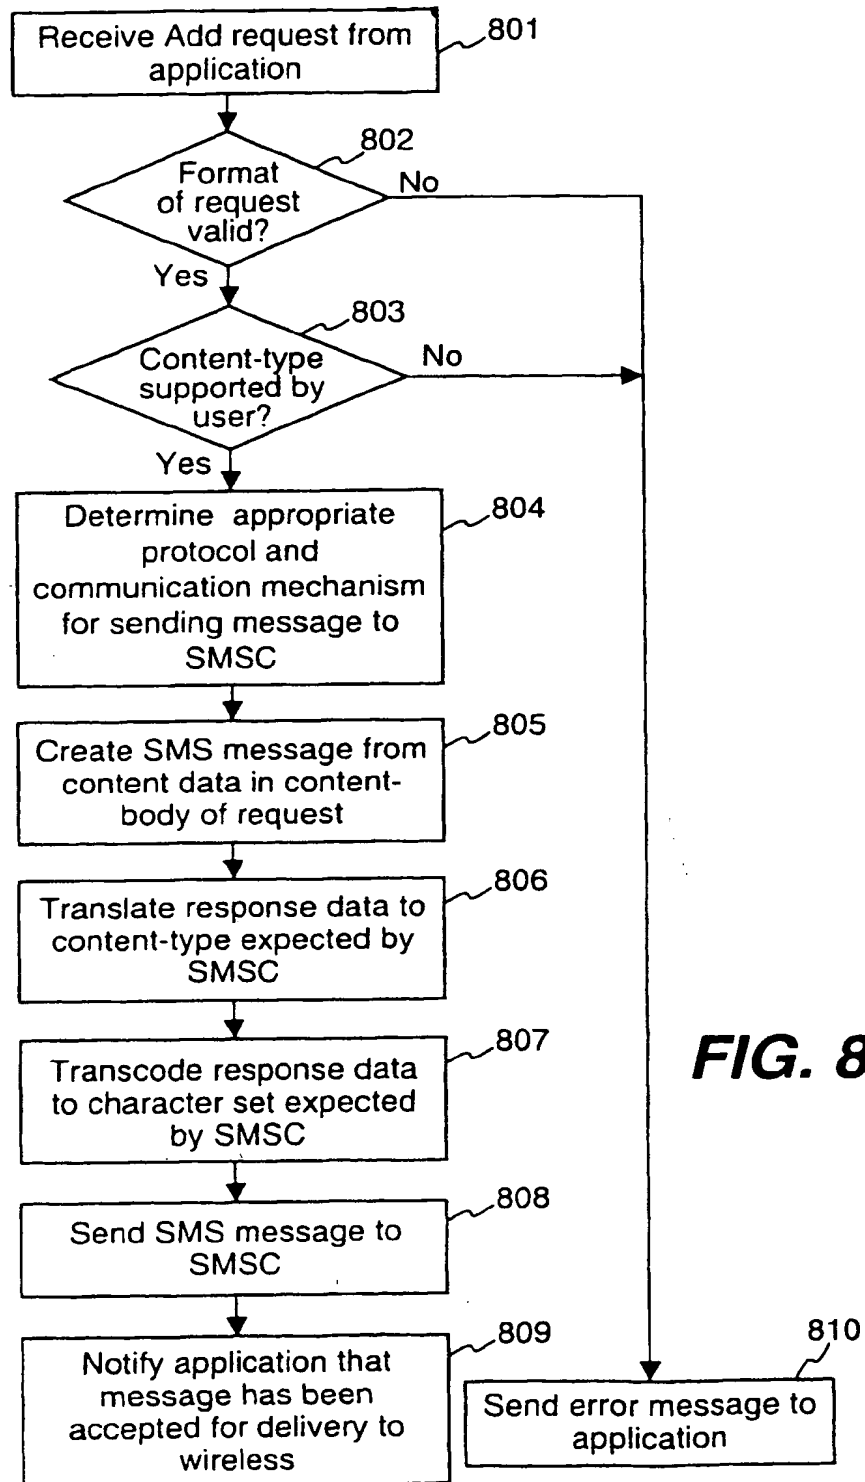 Receive Add request from
application
801
802
Format
of request
valid?
No
Yes
803
Content-type
supported by
user?
No
Yes
804
Determine appropriate
protocol and
communication mechanism
for sending message to
SMSC
805
Create SMS message from
content data in content-
body of request
806
Translate response data to
content-type expected by
SMSC
807
Transcode response data
to character set expected
by SMSC
FIG. 8
808
Send SMS message to
SMSC
809
Notify application that
message has been
accepted for delivery to
wireless
810
Send error message to
application